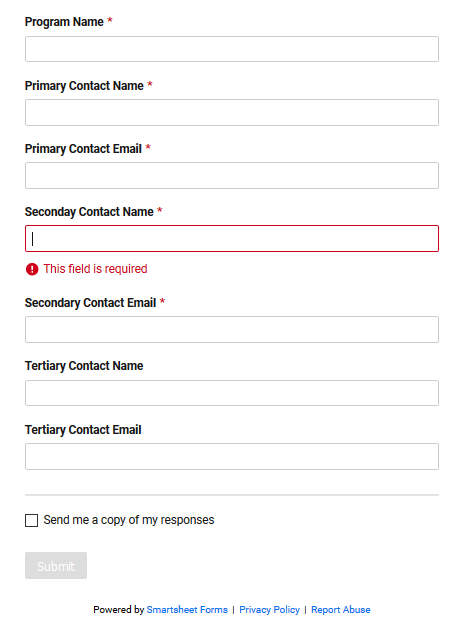 Program Name *
Primary Contact Name *
Primary Contact Email *
Seconday Contact Name *
This field is required
Secondary Contact Email *
Tertiary Contact Name
Tertiary Contact Email
Send me a copy of my responses
Submit
Powered by Smartsheet Forms | Privacy Policy | Report Abuse